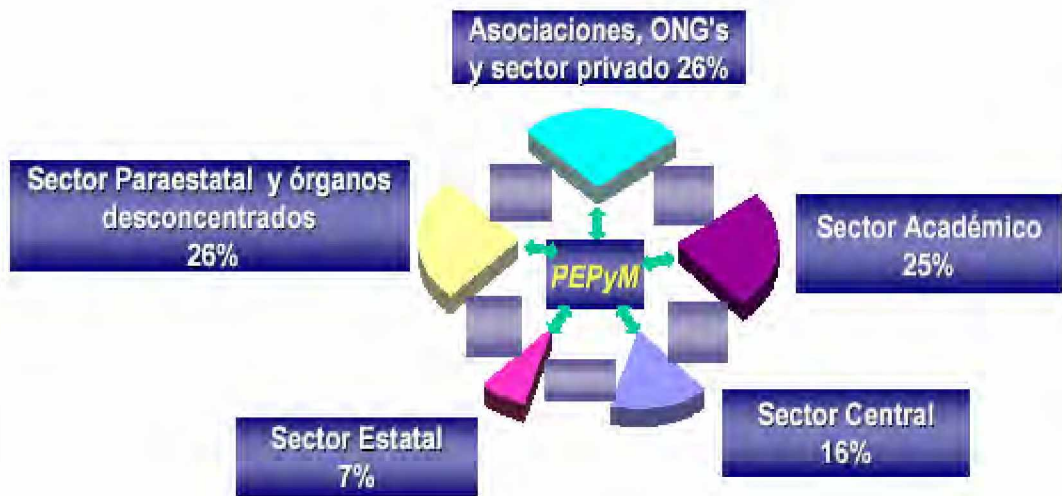 Asociaciones, ONG's
y sector privado 26%
Sector Paraestatal y órganos
desconcentrados
26%
Sector Académico
25%
PEPyM
Sector Estatal
7%
Sector Central
16%